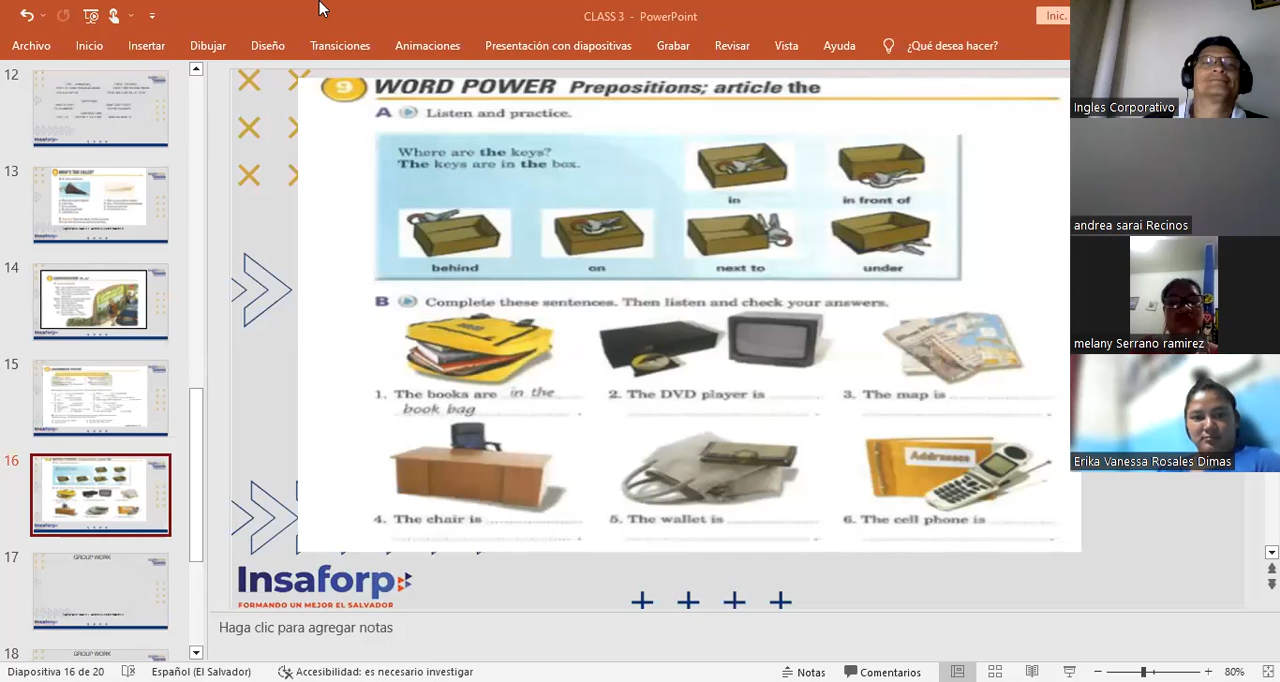 CLASS 3 - PowerPoint
Inic.
Archivo Inicio Insertar Dibujar Diseño Transiciones Animaciones Presentación con diapositivas Grabar Revisar Vista Ayuda ¿Qué desea hacer?
12
13
14
15
16
17
GROUP WORK
18
GROUP WORK
9 WORD POWER Prepositions; article the
A Listen and practice.
Where are the keys?
The keys are in the box.
in in front of
behind on next to under
B Complete these sentences. Then listen and check your answers.
1. The books are in the
book bag .
2. The DVD player is
3. The map is
Addresses
4. The chair is
5. The wallet is
6. The cell phone is
Insaforp
FORMANDO UN MEJOR EL SALVADOR
Haga clic para agregar notas
Ingles Corporativo
andrea sarai Recinos
melany Serrano ramirez
Erika Vanessa Rosales Dimas
Diapositiva 16 de 20 Español (El Salvador) Accesibilidad: es necesario investigar Notas Comentarios 80%